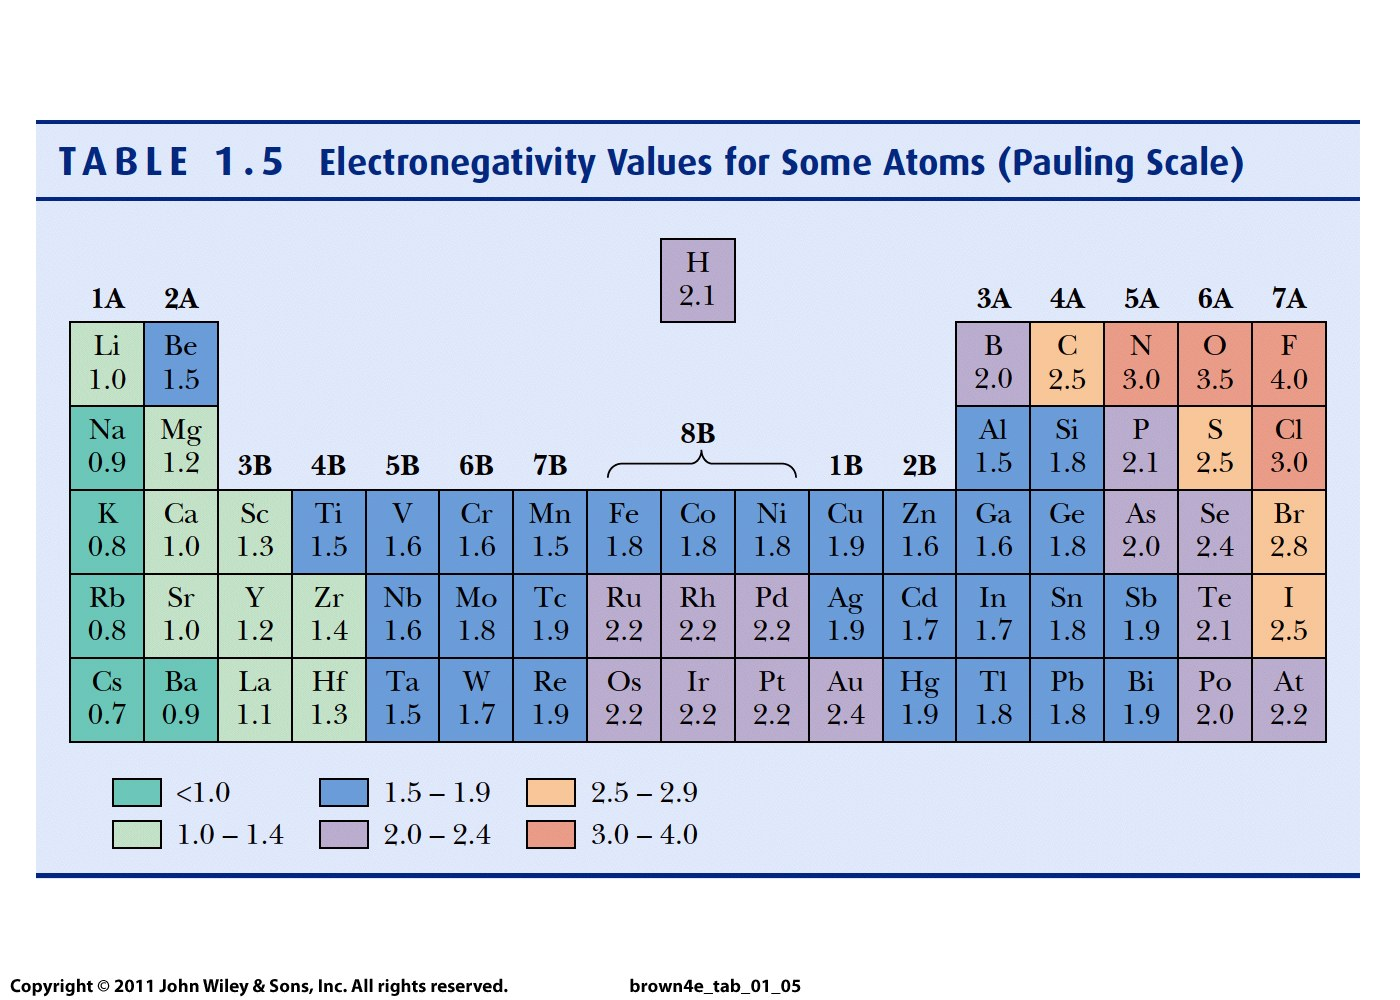 TABLE 1.5 Electronegativity Values for Some Atoms (Pauling Scale)
H
2.1
1A 2A 3A 4A 5A 6A 7A
Li Be B C N O F
1.0 1.5 2.0 2.5 3.0 3.5 4.0
Na Mg Al Si P S Cl
0.9 1.2 1.5 1.8 2.1 2.5 3.0
3B 4B 5B 6B 7B 8B 1B 2B
K Ca Sc Ti V Cr Mn Fe Co Ni Cu Zn Ga Ge As Se Br
0.8 1.0 1.3 1.5 1.6 1.6 1.5 1.8 1.8 1.8 1.9 1.6 1.6 1.8 2.0 2.4 2.8
Rb Sr Y Zr Nb Mo Tc Ru Rh Pd Ag Cd In Sn Sb Te I
0.8 1.0 1.2 1.4 1.6 1.8 1.9 2.2 2.2 2.2 1.9 1.7 1.7 1.8 1.9 2.1 2.5
Cs Ba La Hf Ta W Re Os Ir Pt Au Hg Tl Pb Bi Po At
0.7 0.9 1.1 1.3 1.5 1.7 1.9 2.2 2.2 2.2 2.4 1.9 1.8 1.8 1.9 2.0 2.2
<1.0 1.5 – 1.9 2.5 – 2.9
1.0 – 1.4 2.0 – 2.4 3.0 – 4.0
Copyright © 2011 John Wiley & Sons, Inc. All rights reserved. brown4e_tab_01_05